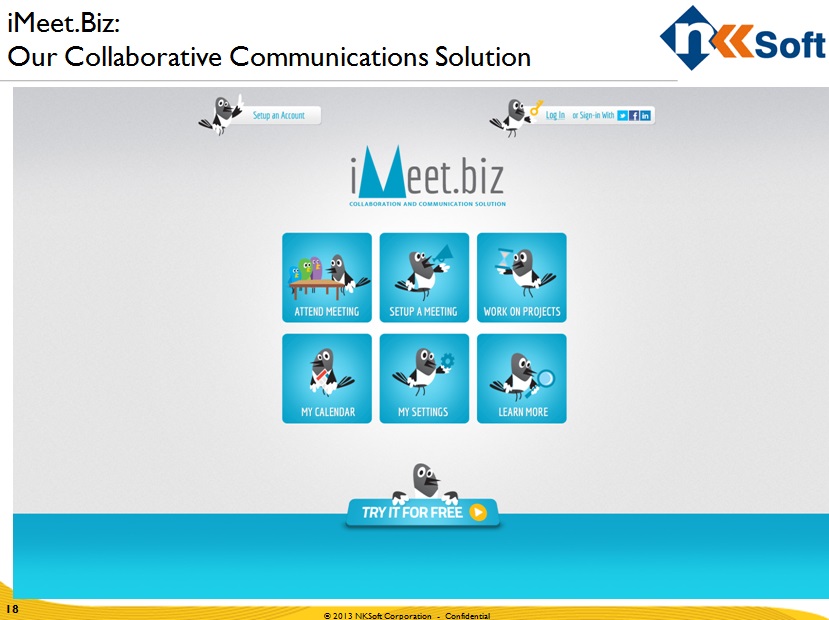 iMeet.Biz:
Our Collaborative Communications Solution
nkSoft
Setup an Account
Log In or Sign-in With
iMeet.biz
COLLABORATION AND COMMUNICATION SOLUTION
ATTEND MEETING
SETUP A MEETING
WORK ON PROJECTS
MY CALENDAR
MY SETTINGS
LEARN MORE
TRY IT FOR FREE
18
© 2013 NKSoft Corporation - Confidential